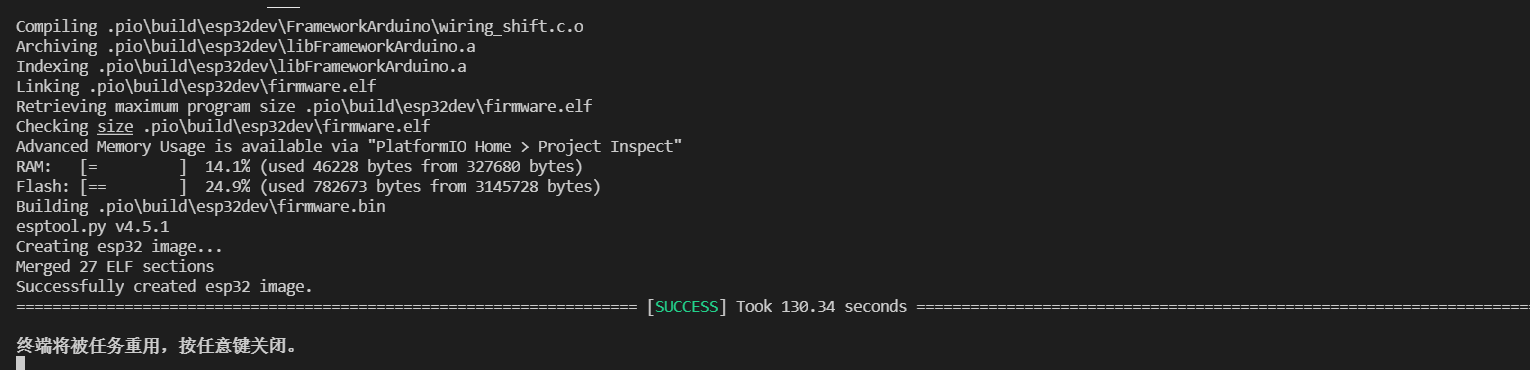 Compiling .pio\build\esp32dev\FrameworkArduino\wiring_shift.c.o
Archiving .pio\build\esp32dev\libFrameworkArduino.a
Indexing .pio\build\esp32dev\libFrameworkArduino.a
Linking .pio\build\esp32dev\firmware.elf
Retrieving maximum program size .pio\build\esp32dev\firmware.elf
Checking size .pio\build\esp32dev\firmware.elf
Advanced Memory Usage is available via "PlatformIO Home > Project Inspect"
RAM:   [=         ]  14.1% (used 46228 bytes from 327680 bytes)
Flash: [==        ]  24.9% (used 782673 bytes from 3145728 bytes)
Building .pio\build\esp32dev\firmware.bin
esptool.py v4.5.1
Creating esp32 image...
Merged 27 ELF sections
Successfully created esp32 image.
===================================================================== [SUCCESS] Took 130.34 seconds =====================================================================
终端将被任务重用，按任意键关闭。